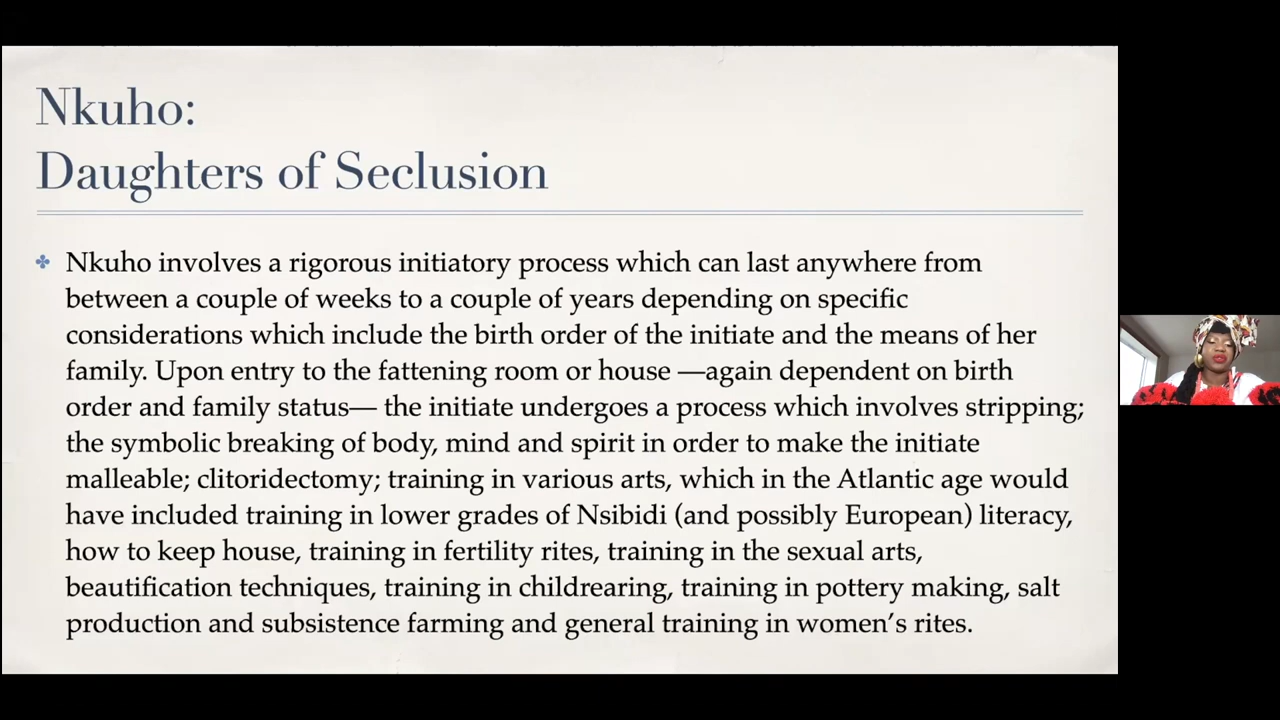 Nkuho:
Daughters of Seclusion
Nkuho involves a rigorous initiatory process which can last anywhere from
between a couple of weeks to a couple of years depending on specific
considerations which include the birth order of the initiate and the means of her
family. Upon entry to the fattening room or house —again dependent on birth
order and family status— the initiate undergoes a process which involves stripping;
the symbolic breaking of body, mind and spirit in order to make the initiate
malleable; clitoridectomy; training in various arts, which in the Atlantic age would
have included training in lower grades of Nsibidi (and possibly European) literacy,
how to keep house, training in fertility rites, training in the sexual arts,
beautification techniques, training in childrearing, training in pottery making, salt
production and subsistence farming and general training in women’s rites.